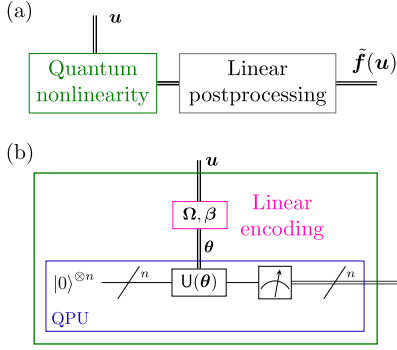 (a)
u
Quantum
nonlinearity
Linear
postprocessing
f̃(u)
(b)
u
Ω, β
Linear
encoding
θ
|0⟩⊗n
n
U(θ)
n
QPU